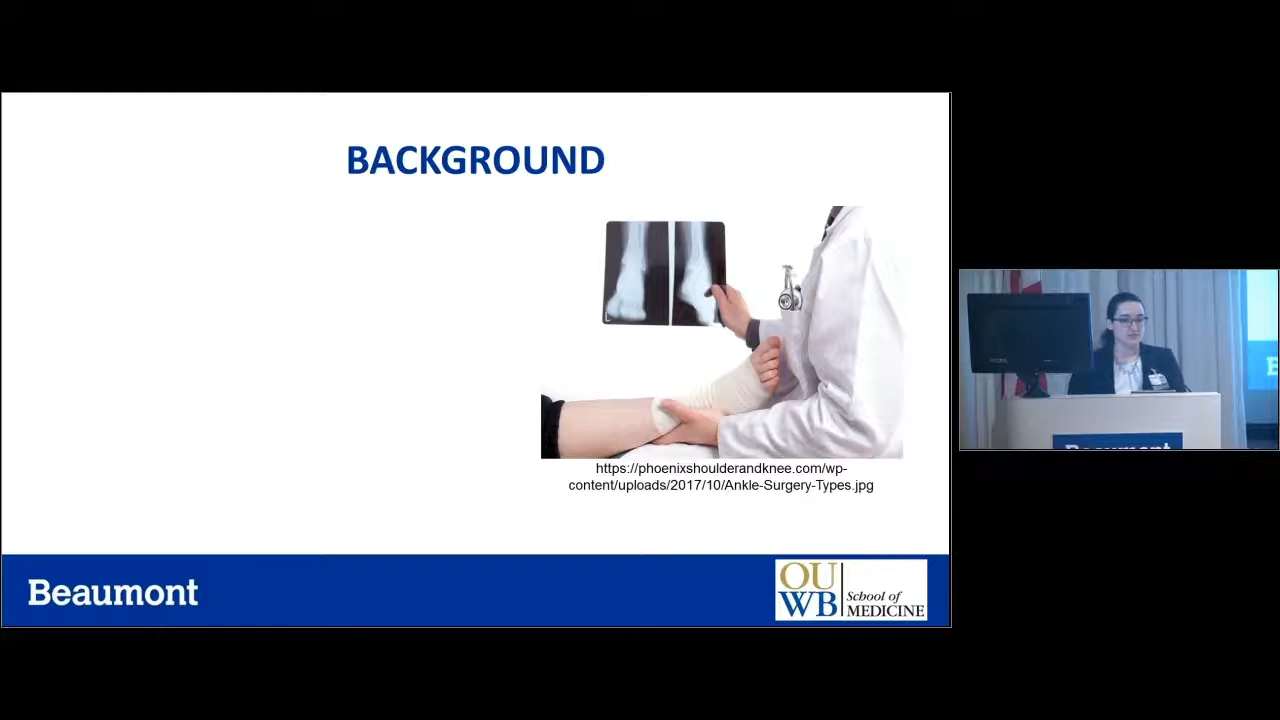 BACKGROUND
https://phoenixshoulderandknee.com/wp-
content/uploads/2017/10/Ankle-Surgery-Types.jpg
Beaumont
OU
WB
School of
MEDICINE
Beaumont